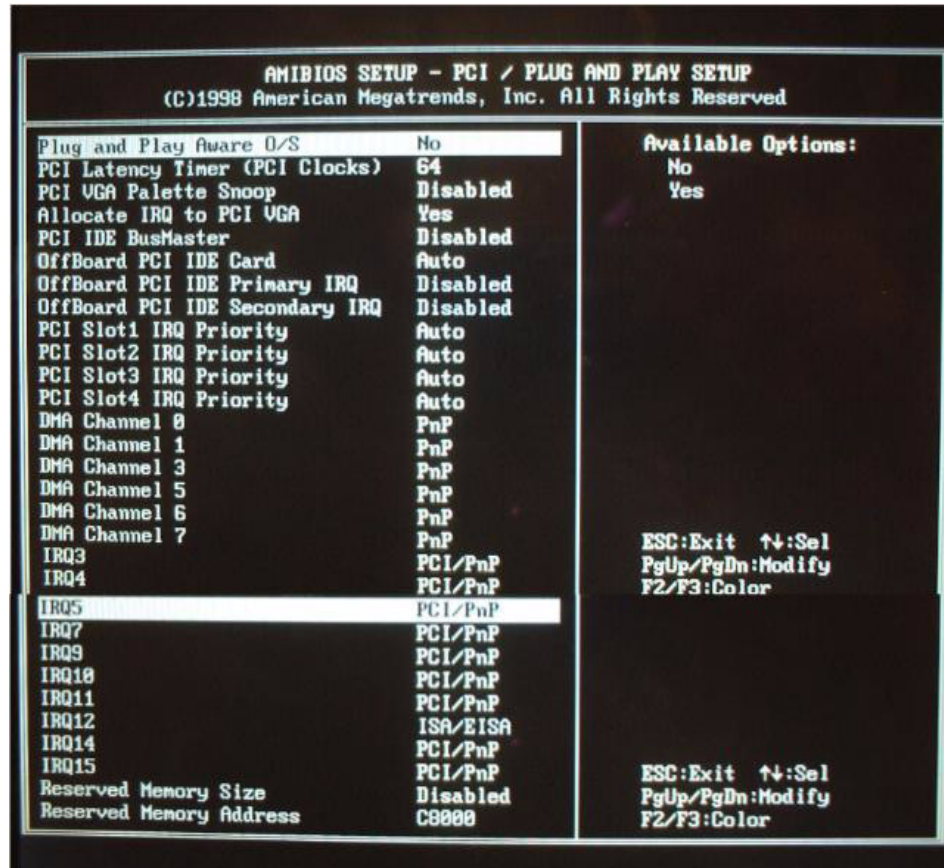 AMIBIOS SETUP - PCI / PLUG AND PLAY SETUP
(C)1998 American Megatrends, Inc. All Rights Reserved
Plug and Play Aware O/S No
PCI Latency Timer (PCI Clocks) 64
PCI VGA Palette Snoop Disabled
Allocate IRQ to PCI VGA Yes
PCI IDE BusMaster Disabled
OffBoard PCI IDE Card Auto
OffBoard PCI IDE Primary IRQ Disabled
OffBoard PCI IDE Secondary IRQ Disabled
PCI Slot1 IRQ Priority Auto
PCI Slot2 IRQ Priority Auto
PCI Slot3 IRQ Priority Auto
PCI Slot4 IRQ Priority Auto
DMA Channel 0 PnP
DMA Channel 1 PnP
DMA Channel 3 PnP
DMA Channel 5 PnP
DMA Channel 6 PnP
DMA Channel 7 PnP
IRQ3 PCI/PnP
IRQ4 PCI/PnP
IRQ5 PCI/PnP
IRQ7 PCI/PnP
IRQ9 PCI/PnP
IRQ10 PCI/PnP
IRQ11 PCI/PnP
IRQ12 ISA/EISA
IRQ14 PCI/PnP
IRQ15 PCI/PnP
Reserved Memory Size Disabled
Reserved Memory Address C8000
Available Options:
No
Yes
ESC:Exit ↑↓:Sel
PgUp/PgDn:Modify
F2/F3:Color
ESC:Exit ↑↓:Sel
PgUp/PgDn:Modify
F2/F3:Color